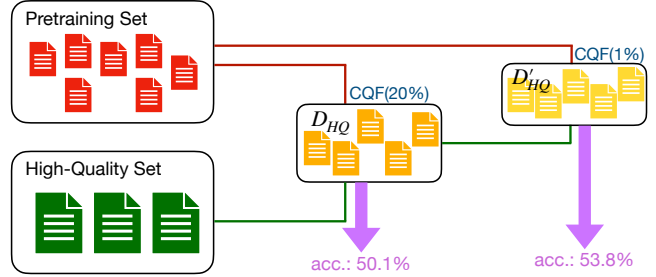 Pretraining Set
CQF(1%)
D'HQ
CQF(20%)
DHQ
High-Quality Set
acc.: 50.1%
acc.: 53.8%